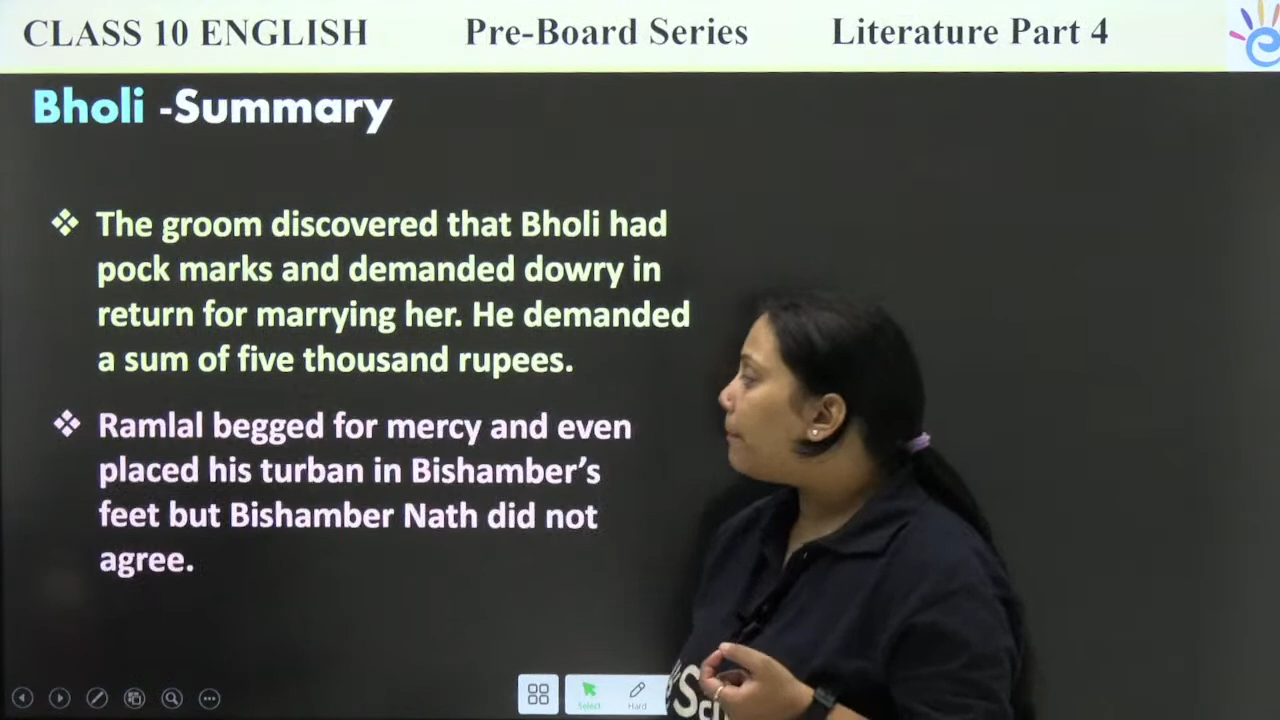 CLASS 10 ENGLISH Pre-Board Series Literature Part 4
Bholi -Summary
❖ The groom discovered that Bholi had
pock marks and demanded dowry in
return for marrying her. He demanded
a sum of five thousand rupees.
❖ Ramlal begged for mercy and even
placed his turban in Bishamber’s
feet but Bishamber Nath did not
agree.
Select Hard